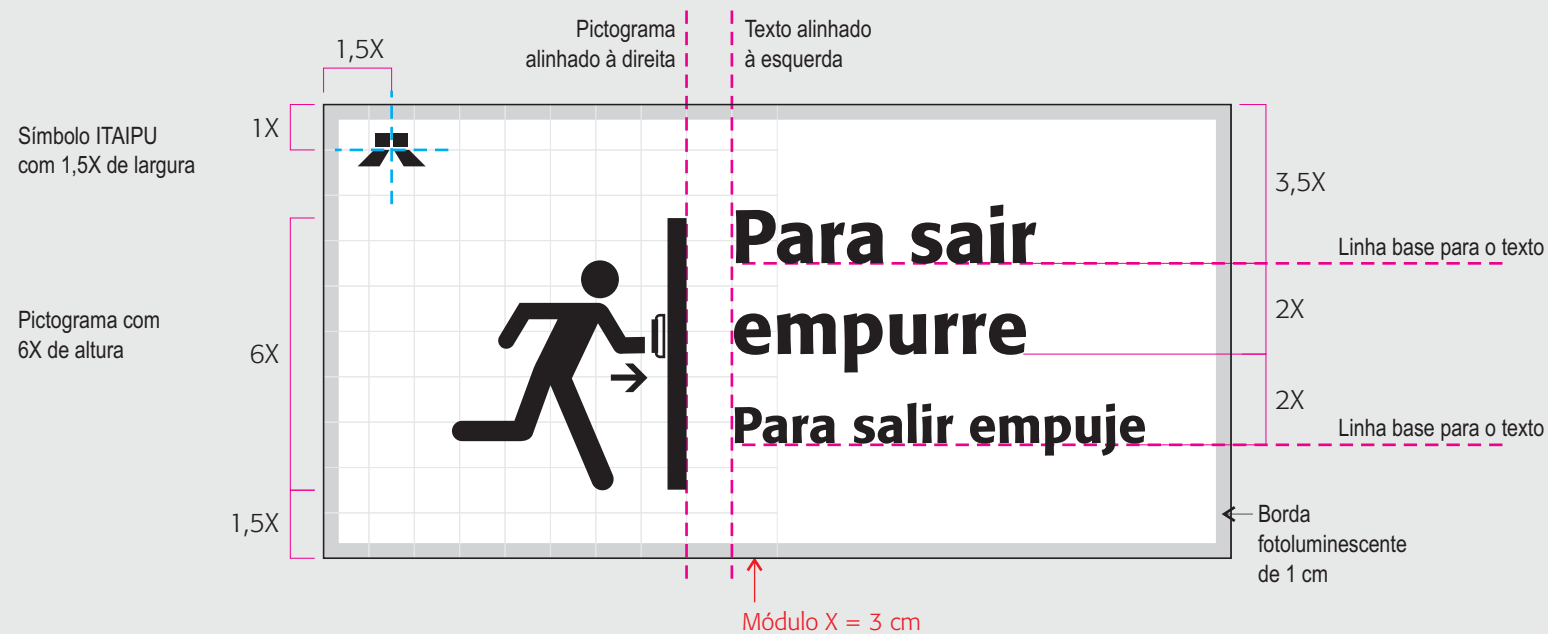 Pictograma
alinhado à direita
Texto alinhado
à esquerda
1,5X
1X
Símbolo ITAIPU
com 1,5X de largura
3,5X
Para sair
Linha base para o texto
2X
empurre
Pictograma com
6X de altura
6X
2X
Para salir empuje
Linha base para o texto
1,5X
Borda
fotoluminescente
de 1 cm
Módulo X = 3 cm